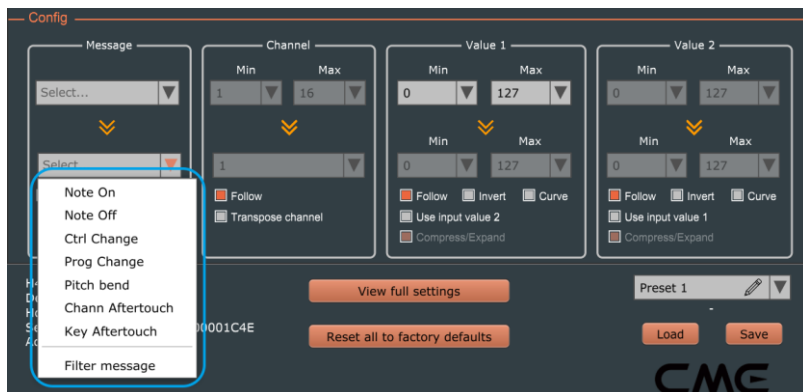 Config
Message
Channel
Value 1
Value 2
Min Max
Min Max
Min Max
Select...
1 16
0 127
0 127
Min Max
Min Max
Select
1
0 127
0 127
Follow
Follow Invert Curve
Follow Invert Curve
Transpose channel
Use input value 2
Use input value 1
Compress/Expand
Compress/Expand
Note On
Note Off
Ctrl Change
Prog Change
Pitch bend
Chann Aftertouch
Key Aftertouch
Filter message
00001C4E
View full settings
Reset all to factory defaults
Preset 1
-
Load Save
CME